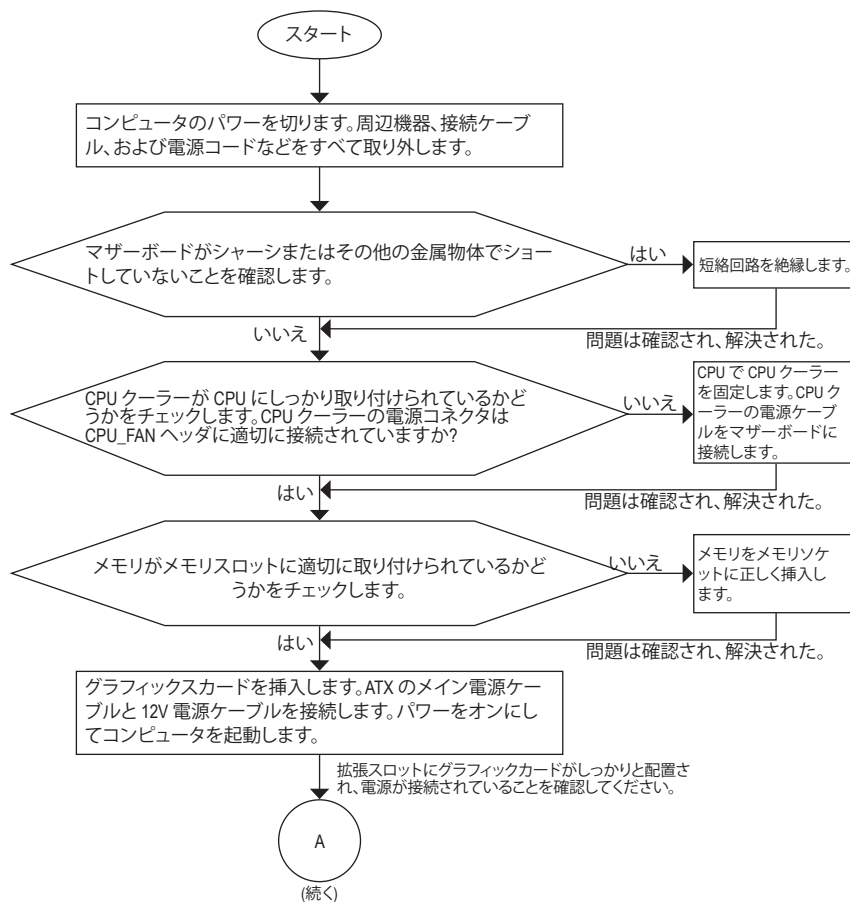 スタート
コンピュータのパワーを切ります。周辺機器、接続ケーブ
ル、および電源コードなどをすべて取り外します。
マザーボードがシャーシまたはその他の金属物体でショー
トしていないことを確認します。
はい
短絡回路を絶縁します。
いいえ
問題は確認され、解決された。
CPU クーラーが CPU にしっかり取り付けられているかど
うかをチェックします。CPU クーラーの電源コネクタは
CPU_FAN ヘッダに適切に接続されていますか?
いいえ
CPU で CPU クーラー
を固定します。CPU ク
ーラーの電源ケーブ
ルをマザーボードに
接続します。
はい
問題は確認され、解決された。
メモリがメモリスロットに適切に取り付けられているかど
うかをチェックします。
いいえ
メモリをメモリソケ
ットに正しく挿入し
ます。
はい
問題は確認され、解決された。
グラフィックスカードを挿入します。ATX のメイン電源ケー
ブルと 12V 電源ケーブルを接続します。パワーをオンにし
てコンピュータを起動します。
拡張スロットにグラフィックカードがしっかりと配置さ
れ、電源が接続されていることを確認してください。
A
(続く)